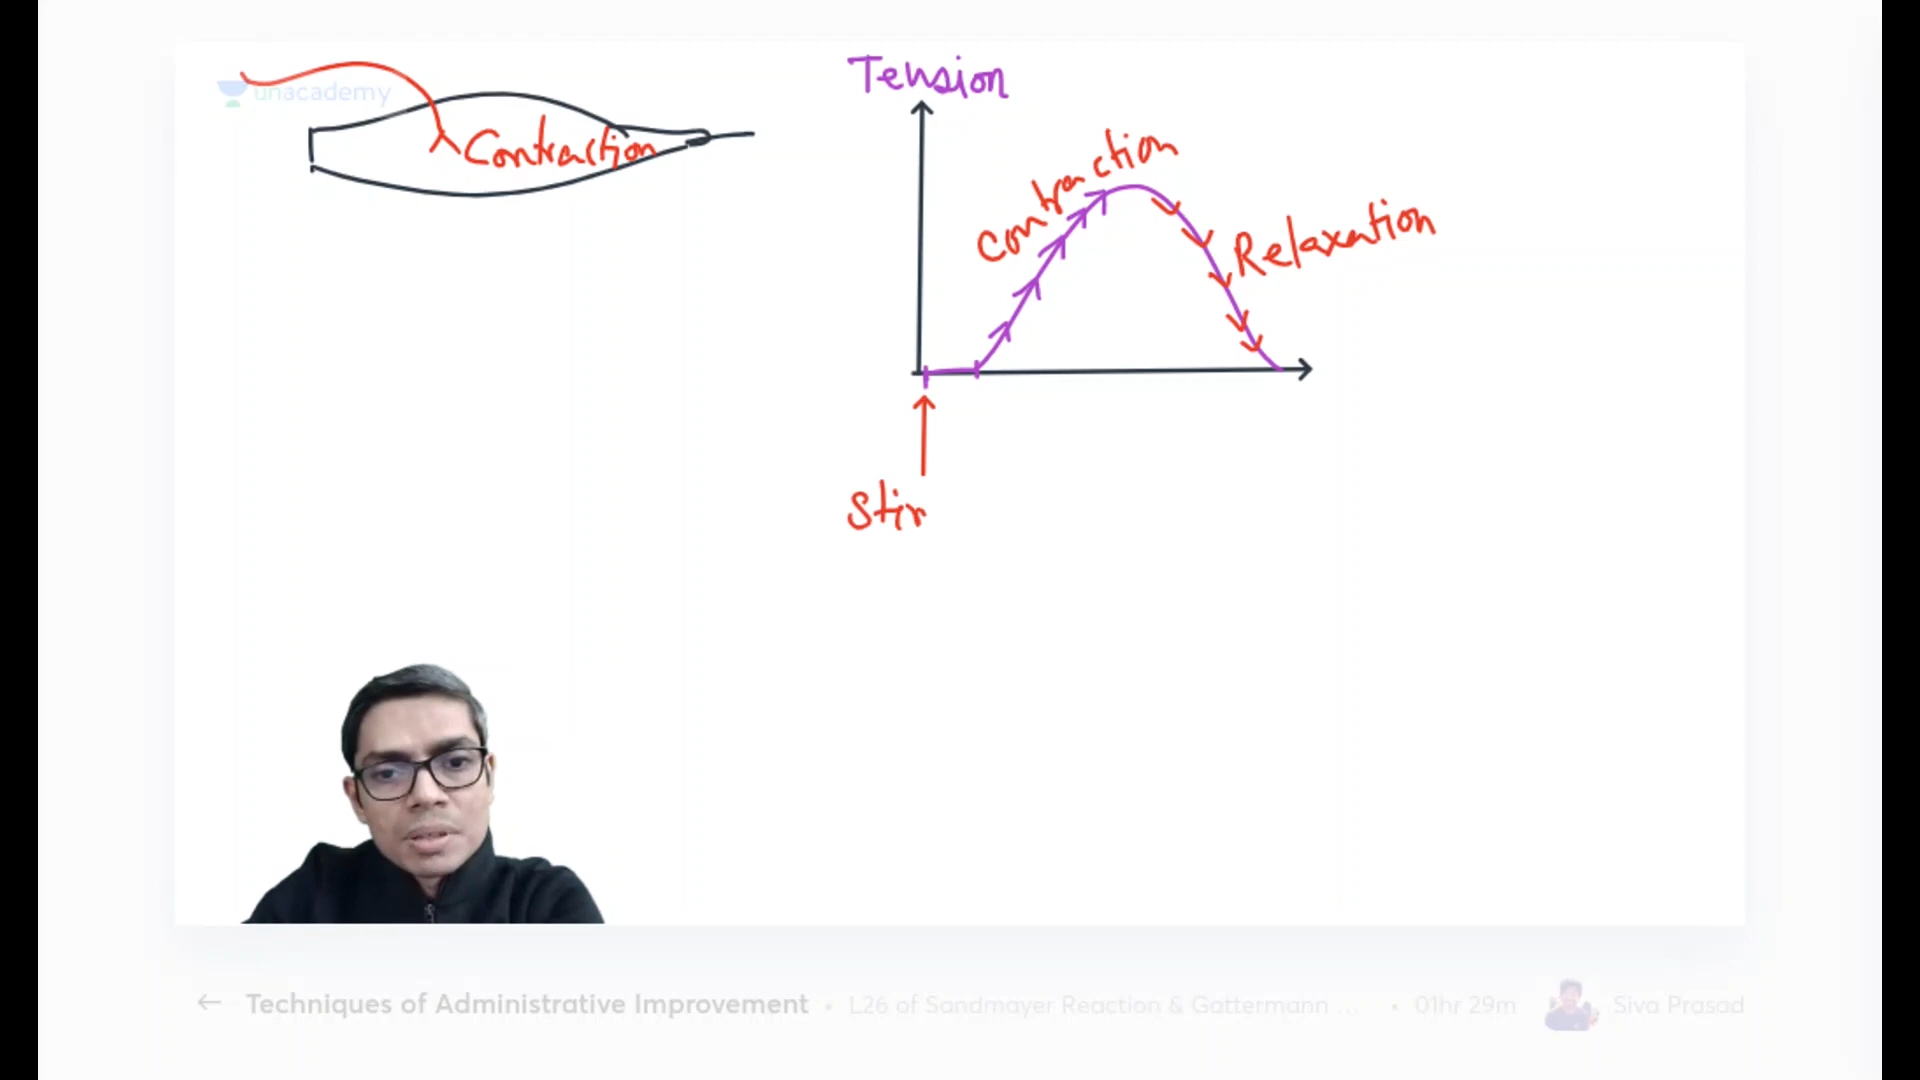 unacademy
Contraction
Tension
Contraction
Relaxation
Stir
← Techniques of Administrative Improvement • L26 of Sandmayer Reaction & Gattermann ... • 01hr 29m Siva Prasad